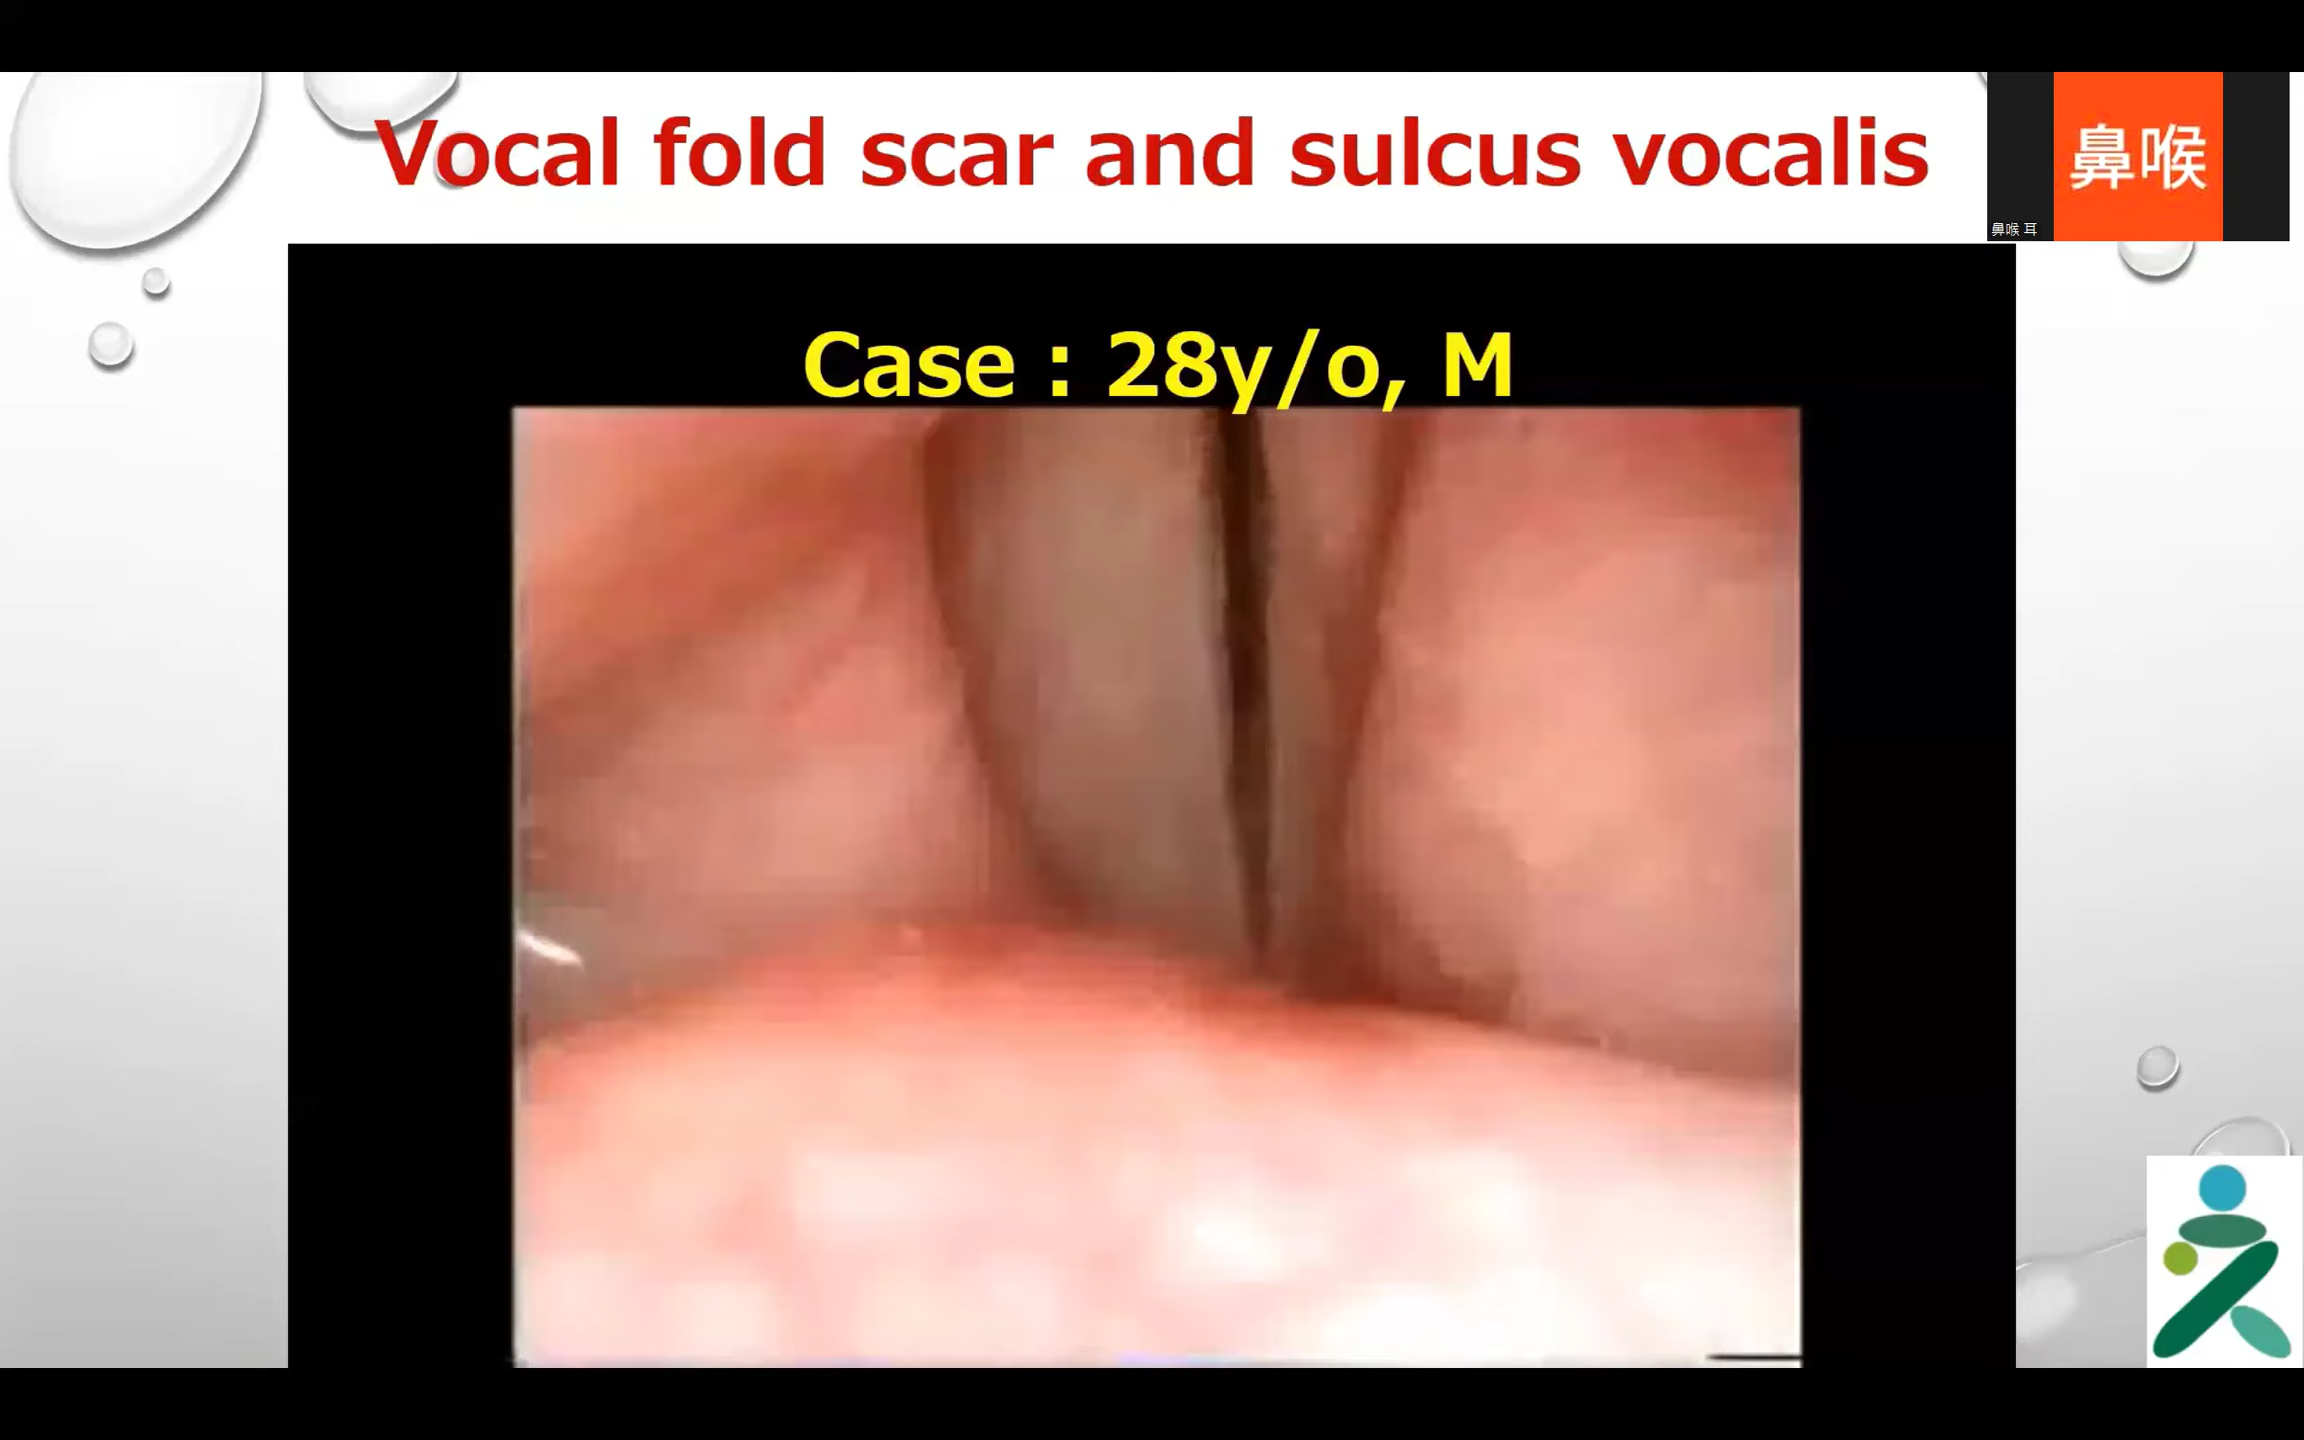 Vocal fold scar and sulcus vocalis
鼻喉
鼻喉 耳
Case : 28y/o, M